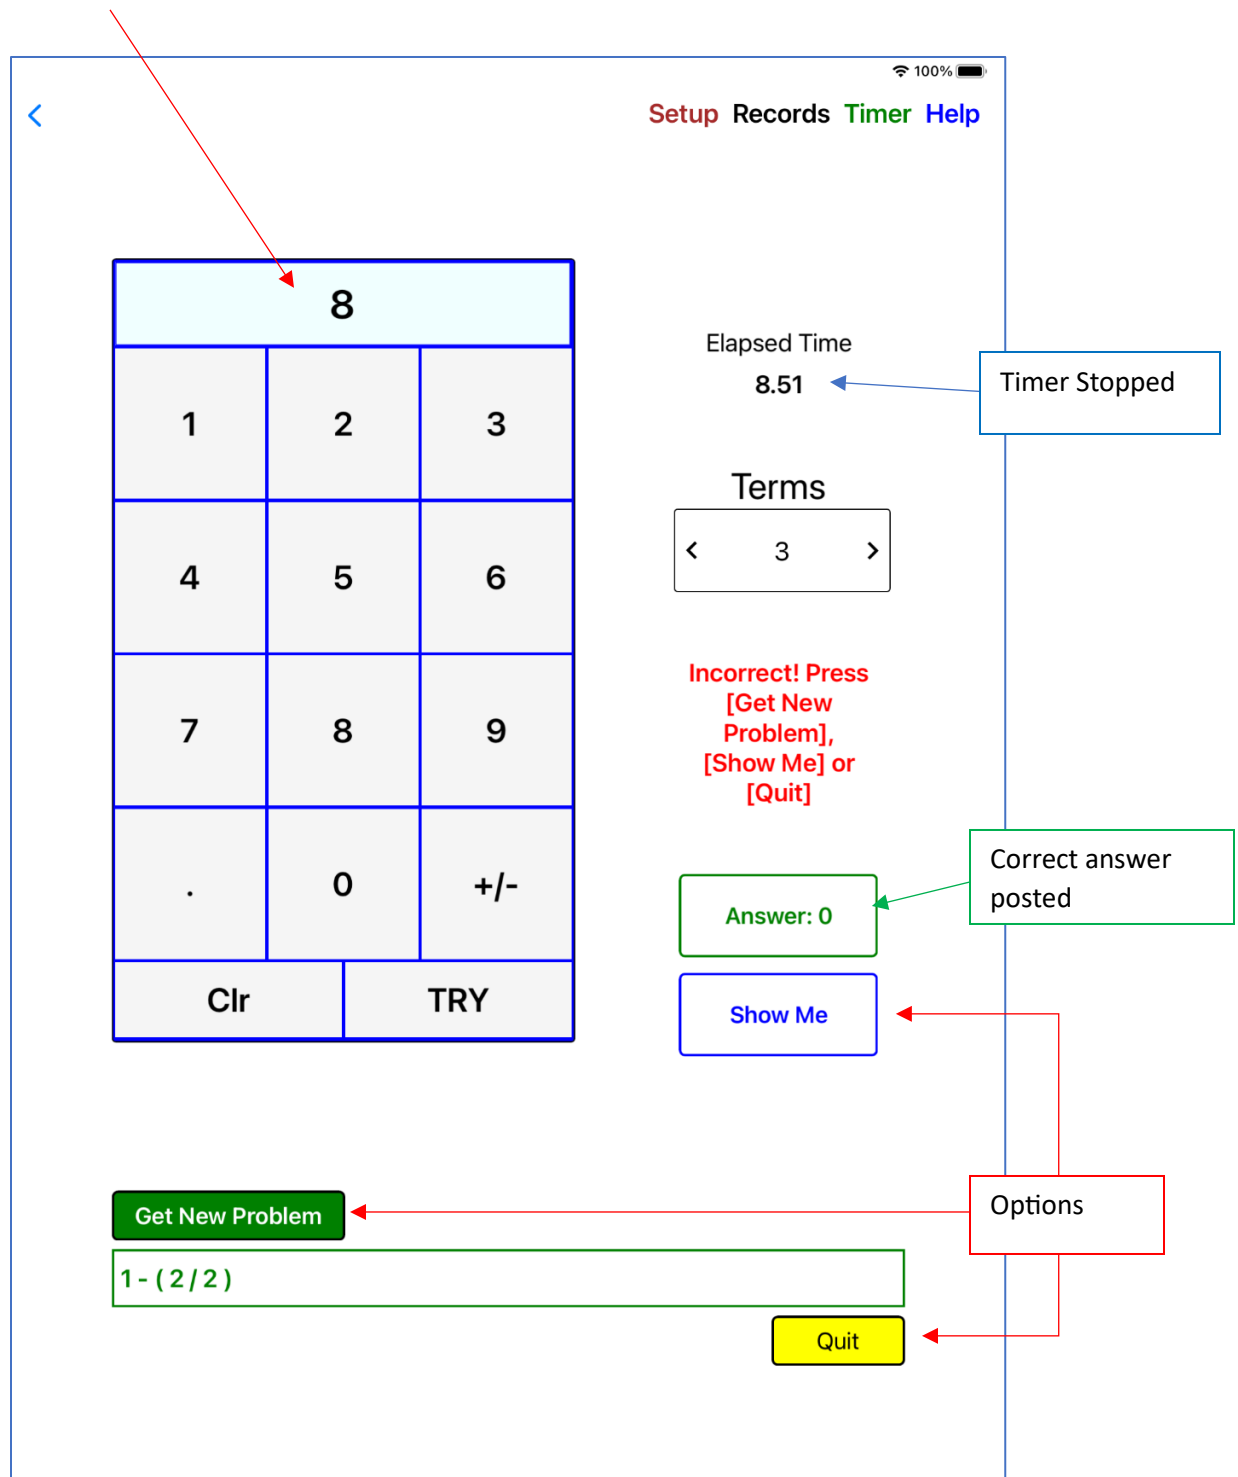 100%
Setup Records Timer Help
8
Elapsed Time
8.51
Timer Stopped
1 2 3
Terms
< 3 >
4 5 6
Incorrect! Press
[Get New
Problem],
[Show Me] or
[Quit]
7 8 9
Correct answer
posted
. 0 +/-
Answer: 0
Clr TRY
Show Me
Options
Get New Problem
1 - ( 2 / 2 )
Quit